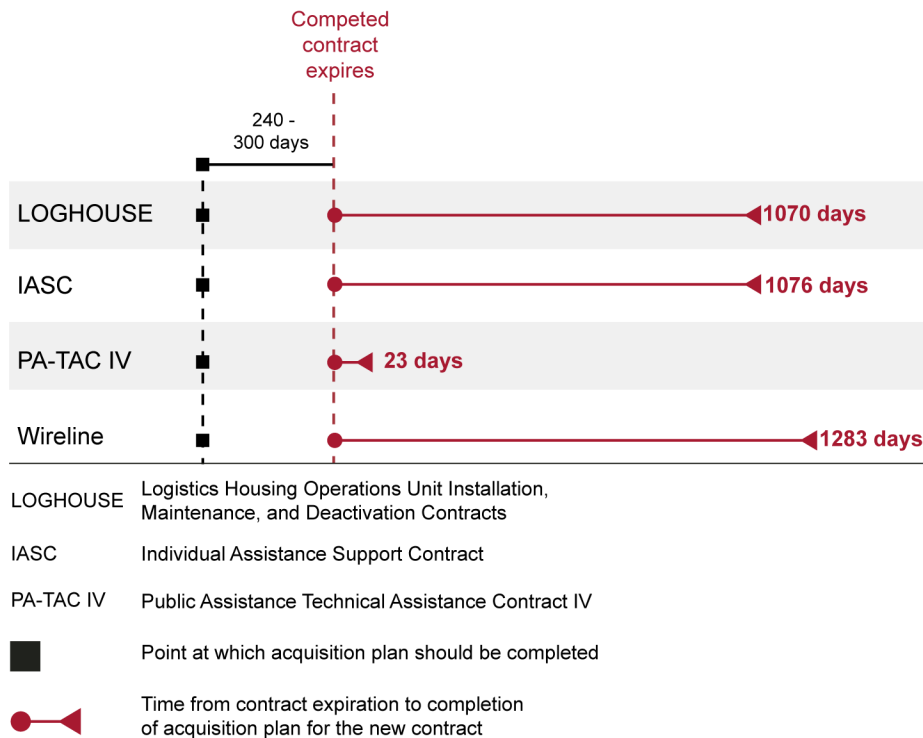 Competed
contract
expires
240 -
300 days
LOGHOUSE
1070 days
IASC
1076 days
PA-TAC IV
23 days
Wireline
1283 days
LOGHOUSE
Logistics Housing Operations Unit Installation,
Maintenance, and Deactivation Contracts
IASC
Individual Assistance Support Contract
PA-TAC IV
Public Assistance Technical Assistance Contract IV
Point at which acquisition plan should be completed
Time from contract expiration to completion
of acquisition plan for the new contract